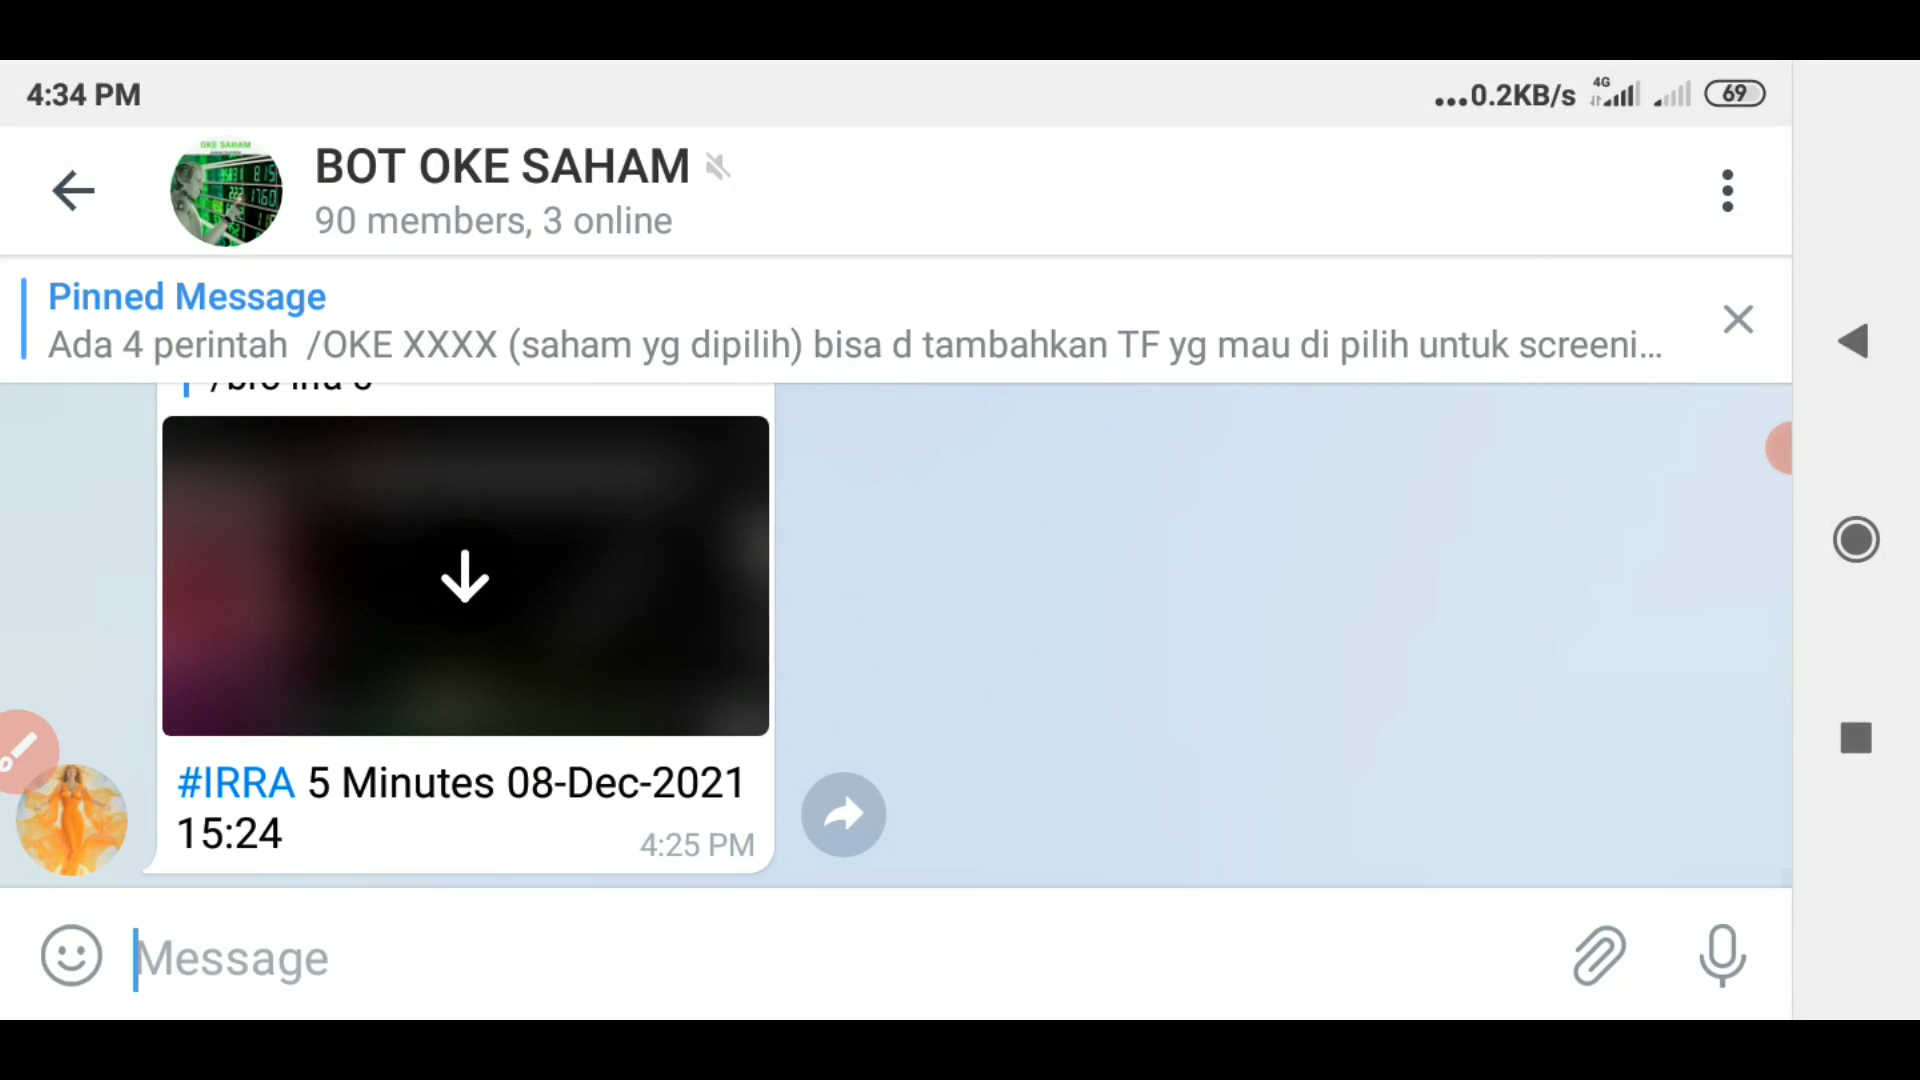 4:34 PM
...0.2KB/s 4G 69
OKE SAHAM
BOT OKE SAHAM
90 members, 3 online
Pinned Message
Ada 4 perintah /OKE XXXX (saham yg dipilih) bisa d tambahkan TF yg mau di pilih untuk screeni...
#IRRA 5 Minutes 08-Dec-2021
15:24
4:25 PM
Message